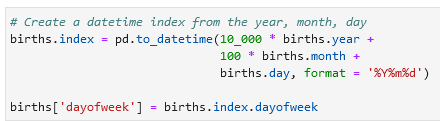 # Create a datetime index from the year, month, day
births.index = pd.to_datetime(10_000 * births.year +
                              100 * births.month +
                              births.day, format = '%Y%m%d')

births['dayofweek'] = births.index.dayofweek